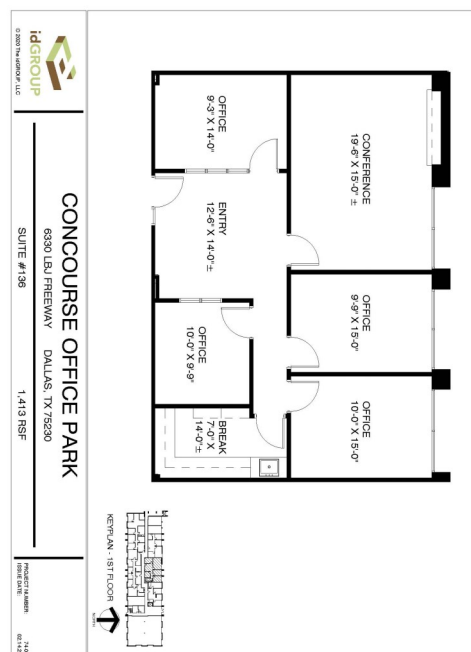 OFFICE
9'-3" X 14'-0"
CONFERENCE
19'-6" X 15'-0" ±
ENTRY
12'-6" X 14'-0" ±
OFFICE
9'-9" X 15'-0"
OFFICE
10'-0" X 9'-9"
OFFICE
10'-0" X 15'-0"
BREAK
7'-0" X
14'-0" ±
KEYPLAN - 1ST FLOOR
NORTH
idGROUP
© 2020 The idGROUP, LLC
CONCOURSE OFFICE PARK
6330 LBJ FREEWAY DALLAS, TX 75230
SUITE #136 1,413 RSF
PROJECT NUMBER:
ISSUE DATE: